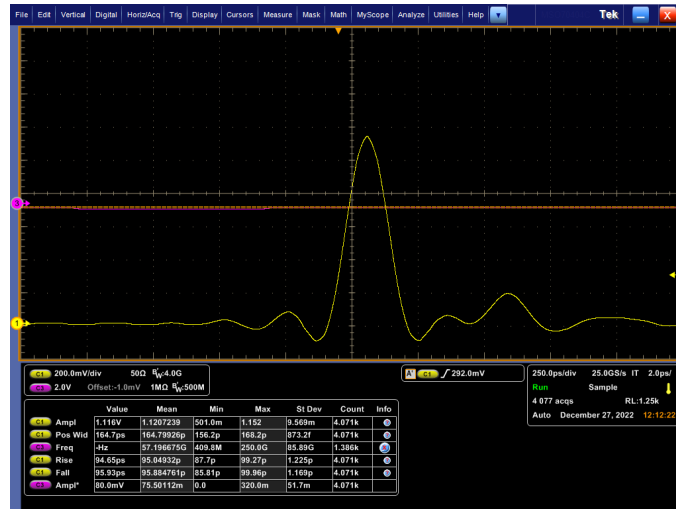 File Edit Vertical Digital Horiz/Acq Trig Display Cursors Measure Mask Math MyScope Analyze Utilities Help Tek X
3
1
C1 200.0mV/div 50Ω BW:4.0G
C3 2.0V Offset:-1.0mV 1MΩ BW:500M
A' C1 292.0mV
250.0ps/div 25.0GS/s IT 2.0ps/
Run Sample
4 077 acqs RL:1.25k
Auto December 27, 2022 12:12:22
Value Mean Min Max St Dev Count Info
C1 Ampl 1.116V 1.1207239 501.0m 1.152 9.569m 4.071k
C1 Pos Wid 164.7ps 164.79926p 156.2p 168.2p 873.2f 4.071k
C3 Freq -Hz 57.196675G 409.8M 250.0G 85.89G 1.386k
C1 Rise 94.65ps 95.04932p 87.7p 99.27p 1.225p 4.071k
C1 Fall 95.93ps 95.884761p 85.81p 99.96p 1.169p 4.071k
C3 Ampl* 80.0mV 75.50112m 0.0 320.0m 51.7m 4.071k